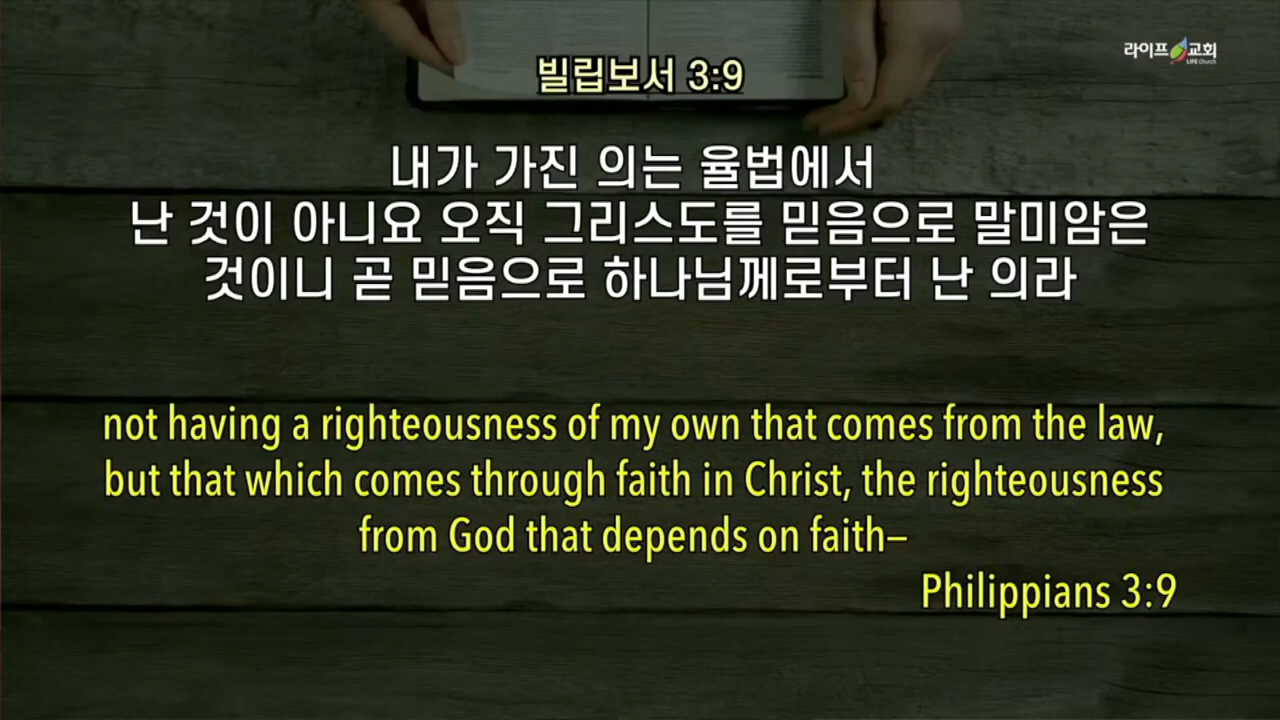 라이프 교회
LIFE Church
빌립보서 3:9
내가 가진 의는 율법에서
난 것이 아니요 오직 그리스도를 믿음으로 말미암은
것이니 곧 믿음으로 하나님께로부터 난 의라
not having a righteousness of my own that comes from the law,
but that which comes through faith in Christ, the righteousness
from God that depends on faith–
Philippians 3:9